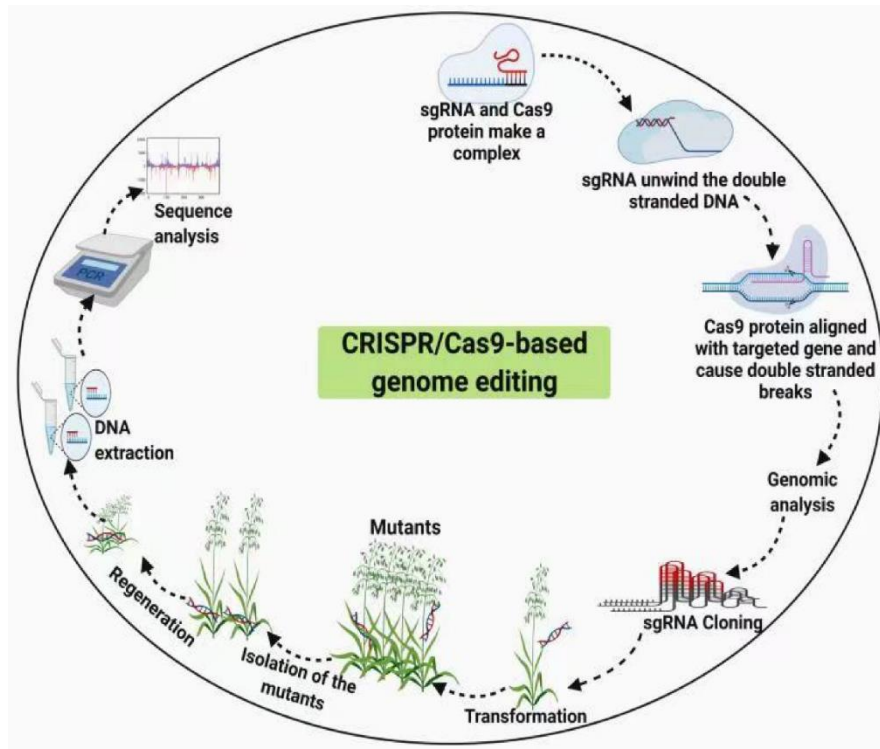 sgRNA and Cas9
protein make a
complex
sgRNA unwind the double
stranded DNA
Cas9 protein aligned
with targeted gene and
cause double stranded
breaks
Genomic
analysis
sgRNA Cloning
Transformation
Mutants
Isolation of the
mutants
Regeneration
DNA
extraction
PCR
Sequence
analysis
CRISPR/Cas9-based
genome editing